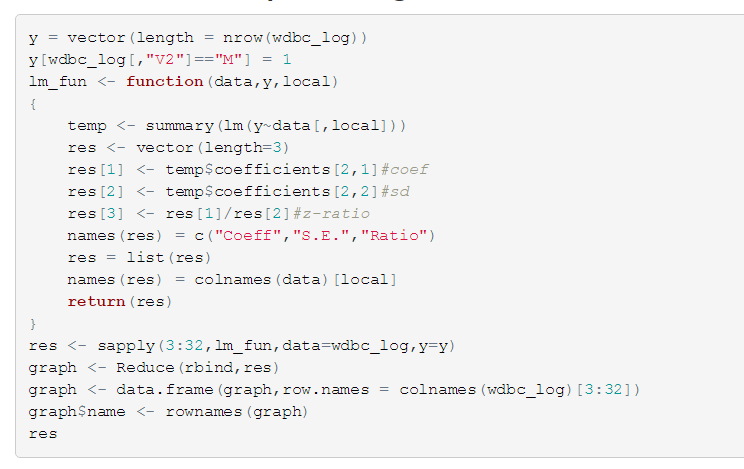 y = vector(length = nrow(wdbc_log))
y[wdbc_log[,"V2"]=="M"] = 1
lm_fun <- function(data,y,local)
{
    temp <- summary(lm(y~data[,local]))
    res <- vector(length=3)
    res[1] <- temp$coefficients[2,1]#coef
    res[2] <- temp$coefficients[2,2]#sd
    res[3] <- res[1]/res[2]#z-ratio
    names(res) = c("Coeff","S.E.","Ratio")
    res = list(res)
    names(res) = colnames(data)[local]
    return(res)
}
res <- sapply(3:32,lm_fun,data=wdbc_log,y=y)
graph <- Reduce(rbind,res)
graph <- data.frame(graph,row.names = colnames(wdbc_log)[3:32])
graph$name <- rownames(graph)
res